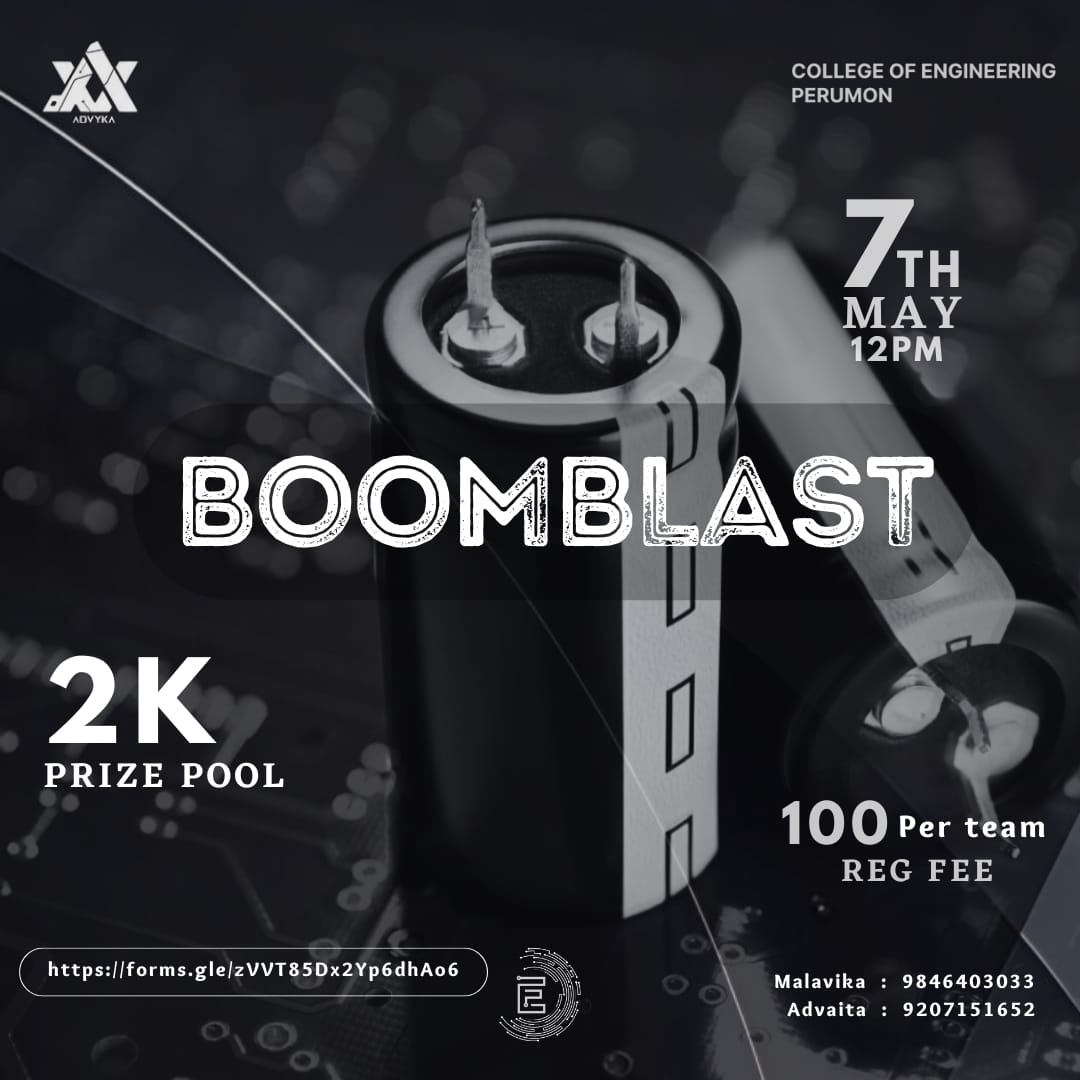 ADVYKA
COLLEGE OF ENGINEERING
PERUMON
7TH
MAY
12PM
BOOMBLAST
2K
PRIZE POOL
100 Per team
REG FEE
https://forms.gle/zVVT85Dx2Yp6dhAo6
E
Malavika : 9846403033
Advaita : 9207151652